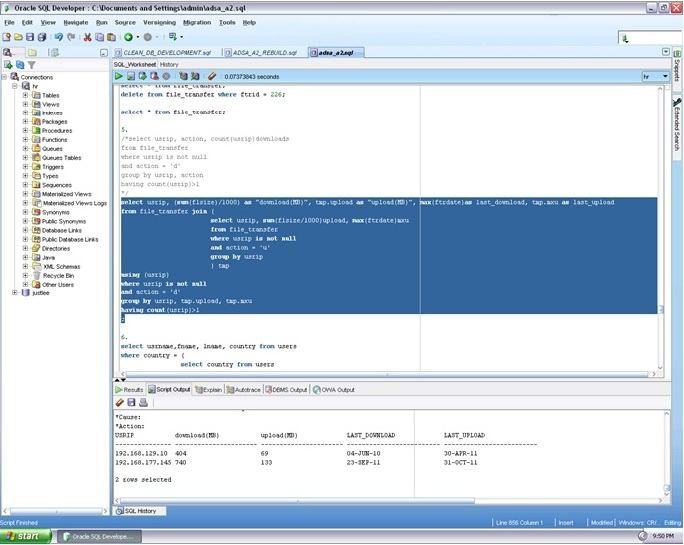 Oracle SQL Developer : C:\Documents and Settings\admin\adsa_a2.sql
File Edit View Navigate Run Source Versioning Migration Tools Help
CLEAN_DB_DEVELOPMENT.sql ADSA_A2_REBUILD.sql adsa_a2.sql
SQL_Worksheet History
0.07373843 seconds
hr
Connections
hr
Tables
Views
Indexes
Packages
Procedures
Functions
Queues
Queues Tables
Triggers
Types
Sequences
Materialized Views
Materialized Views Logs
Synonyms
Public Synonyms
Database Links
Public Database Links
Directories
Java
XML Schemas
Recycle Bin
Other Users
justlee
select * from file_transfer;
delete from file_transfer where ftrid = 226;
select * from file_transfer;
5.
/*select usrip, action, count(usrip)downloads
from file_transfer
where usrip is not null
and action = 'd'
group by usrip, action
having count(usrip)>1
*/
select usrip, (sum(flsize)/1000) as "download(MB)", tmp.upload as "upload(MB)", max(ftrdate)as last_download, tmp.mxu as last_upload
from file_transfer join (
select usrip, sum(flsize/1000)upload, max(ftrdate)mxu
from file_transfer
where usrip is not null
and action = 'u'
group by usrip
) tmp
using (usrip)
where usrip is not null
and action = 'd'
group by usrip, tmp.upload, tmp.mxu
having count(usrip)>1
;
6.
select usrname,fname, lname, country from users
where country = (
select country from users
Snippets
Extended Search
Results Script Output Explain Autotrace DBMS Output OWA Output
*Cause:
*Action:
USRIP download(MB) upload(MB) LAST_DOWNLOAD LAST_UPLOAD
192.168.129.10 404 69 04-JUN-10 30-APR-11
192.168.177.145 740 133 23-SEP-11 31-OCT-11
2 rows selected
SQL History
Script Finished
Line 856 Column 1 Insert Modified Windows: CR/... Editing
start
Oracle SQL Develope...
9:50 PM